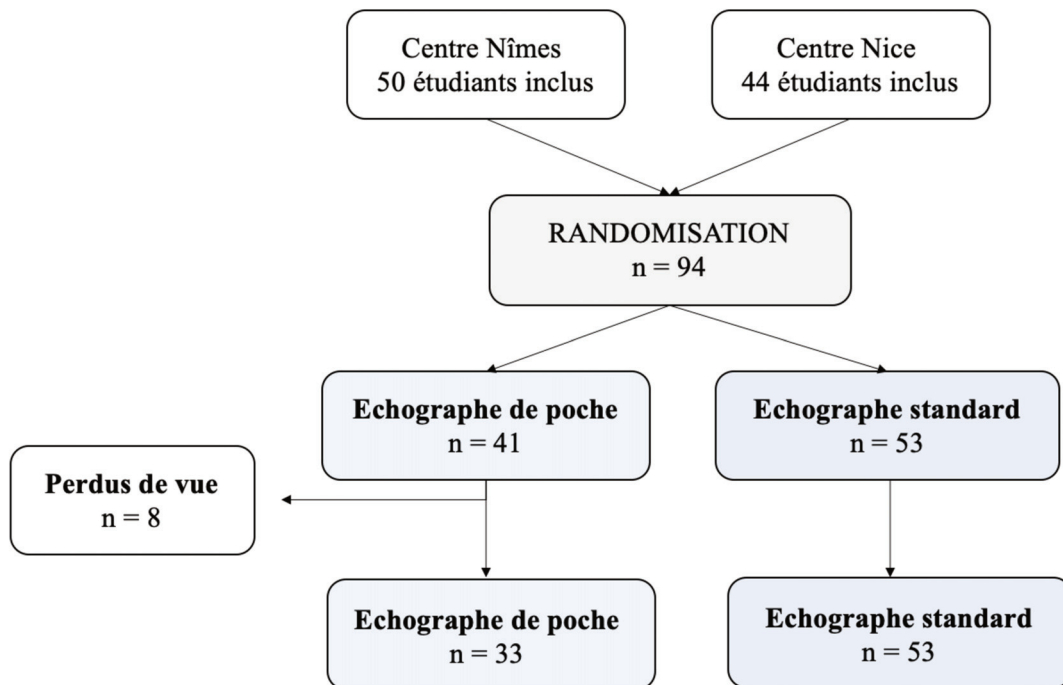 Centre Nîmes
50 étudiants inclus
Centre Nice
44 étudiants inclus
RANDOMISATION
n = 94
Echographe de poche
n = 41
Echographe standard
n = 53
Perdus de vue
n = 8
Echographe de poche
n = 33
Echographe standard
n = 53